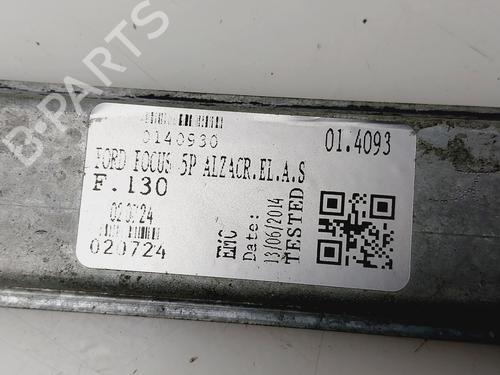 B-PARTS
0140930
01.4093
FORD FOCUS 5P ALZACR.EL.A.S
F.130
020724
020724
EMC
Date:
13/06/2014
TESTED